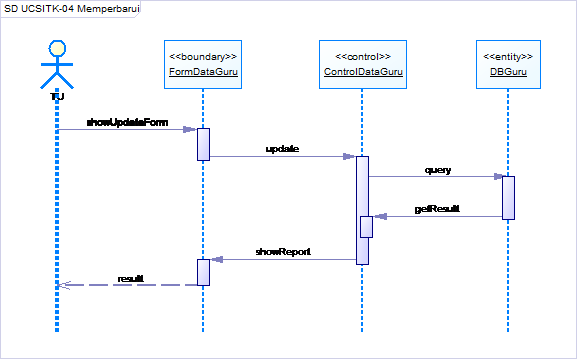 SD UCSITK-04 Memperbarui
<<boundary>>
FormDataGuru
<<control>>
ControlDataGuru
<<entity>>
DBGuru
TU
showUpdateForm
update
query
getResult
showReport
result